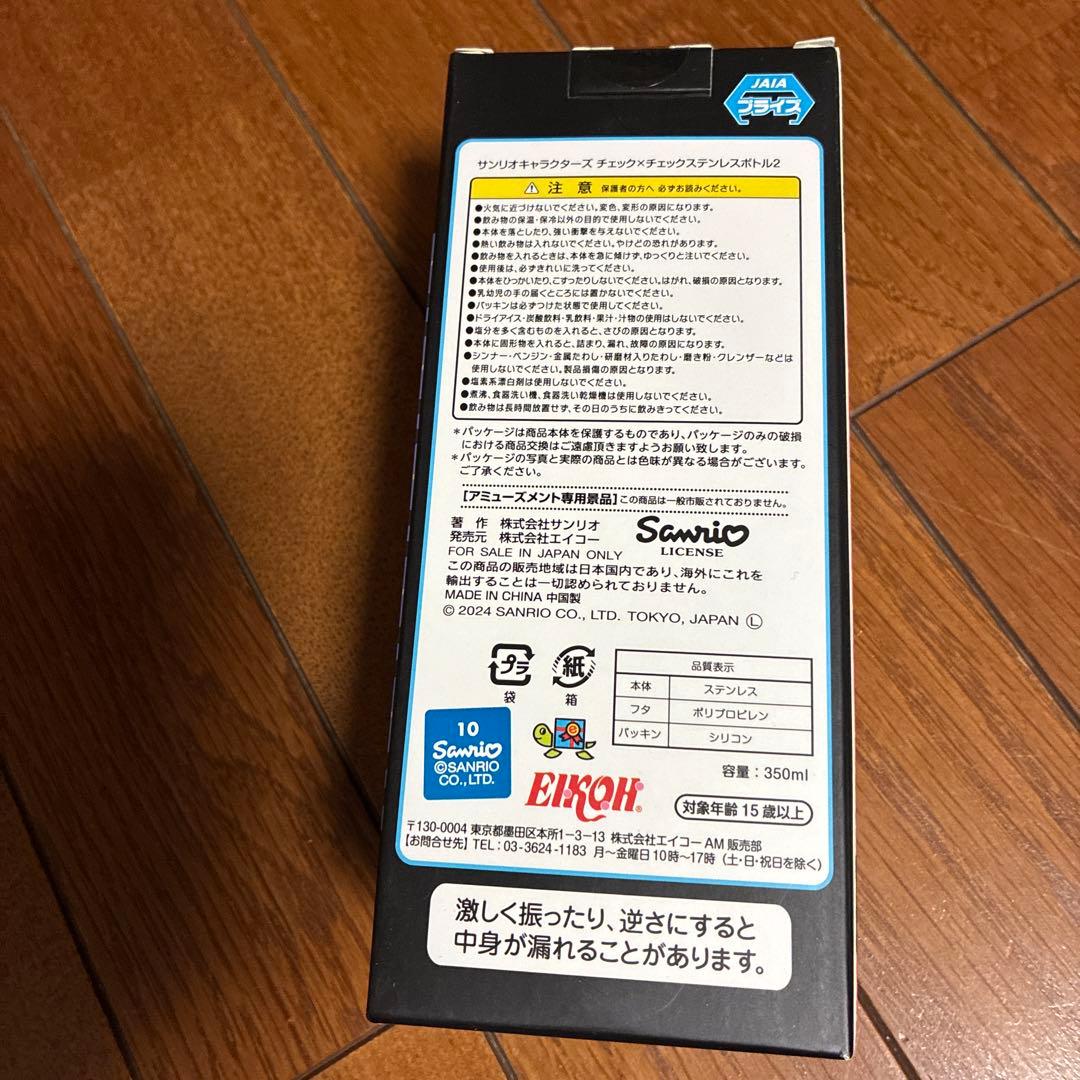 JAIA
プライズ
サンリオキャラクターズ チェック×チェックステンレスボトル2
注 意 保護者の方へ 必ずお読みください。
●火気に近づけないでください。変色、変形の原因になります。
●飲み物の保温・保冷以外の目的で使用しないでください。
●本体を落としたり、強い衝撃を与えないでください。
●熱い飲み物は入れないでください。やけどの恐れがあります。
●飲み物を入れるときは、本体を急に傾けず、ゆっくりと注いでください。
●使用後は、必ずきれいに洗ってください。
●本体をひっかいたり、こすったりしないでください。はがれ、破損の原因となります。
●乳幼児の手の届くところには置かないでください。
●パッキンは必ずつけた状態で使用してください。
●ドライアイス・炭酸飲料・乳飲料・果汁・汁物の使用はしないでください。
●塩分を多く含むものを入れると、さびの原因となります。
●本体に固形物を入れると、詰まり、漏れ、故障の原因になります。
●シンナー・ベンジン・金属たわし・研磨材入りたわし・磨き粉・クレンザーなどは
使用しないでください。製品損傷の原因となります。
●塩素系漂白剤は使用しないでください。
●煮沸、食器洗い機、食器洗い乾燥機は使用しないでください。
●飲み物は長時間放置せず、その日のうちに飲みきってください。
*パッケージは商品本体を保護するものであり、パッケージのみの破損
における商品交換はご遠慮頂きますようお願い致します。
*パッケージの写真と実際の商品とは色味が異なる場合がございます。
ご了承ください。
【アミューズメント専用景品】この商品は一般市販されておりません。
著 作 株式会社サンリオ
発売元 株式会社エイコー
Sanrio
LICENSE
FOR SALE IN JAPAN ONLY
この商品の販売地域は日本国内であり、海外にこれを
輸出することは一切認められておりません。
MADE IN CHINA 中国製
© 2024 SANRIO CO., LTD. TOKYO, JAPAN Ⓛ
プラ
袋
紙
箱
品質表示
本体 ステンレス
フタ ポリプロピレン
パッキン シリコン
容量：350ml
10
Sanrio
©SANRIO
CO., LTD.
EIKOH®
対象年齢 15歳以上
〒130-0004 東京都墨田区本所1-3-13 株式会社エイコー AM 販売部
【お問合せ先】 TEL：03-3624-1183 月〜金曜日10時〜17時（土・日・祝日を除く）
激しく振ったり、逆さにすると
中身が漏れることがあります。